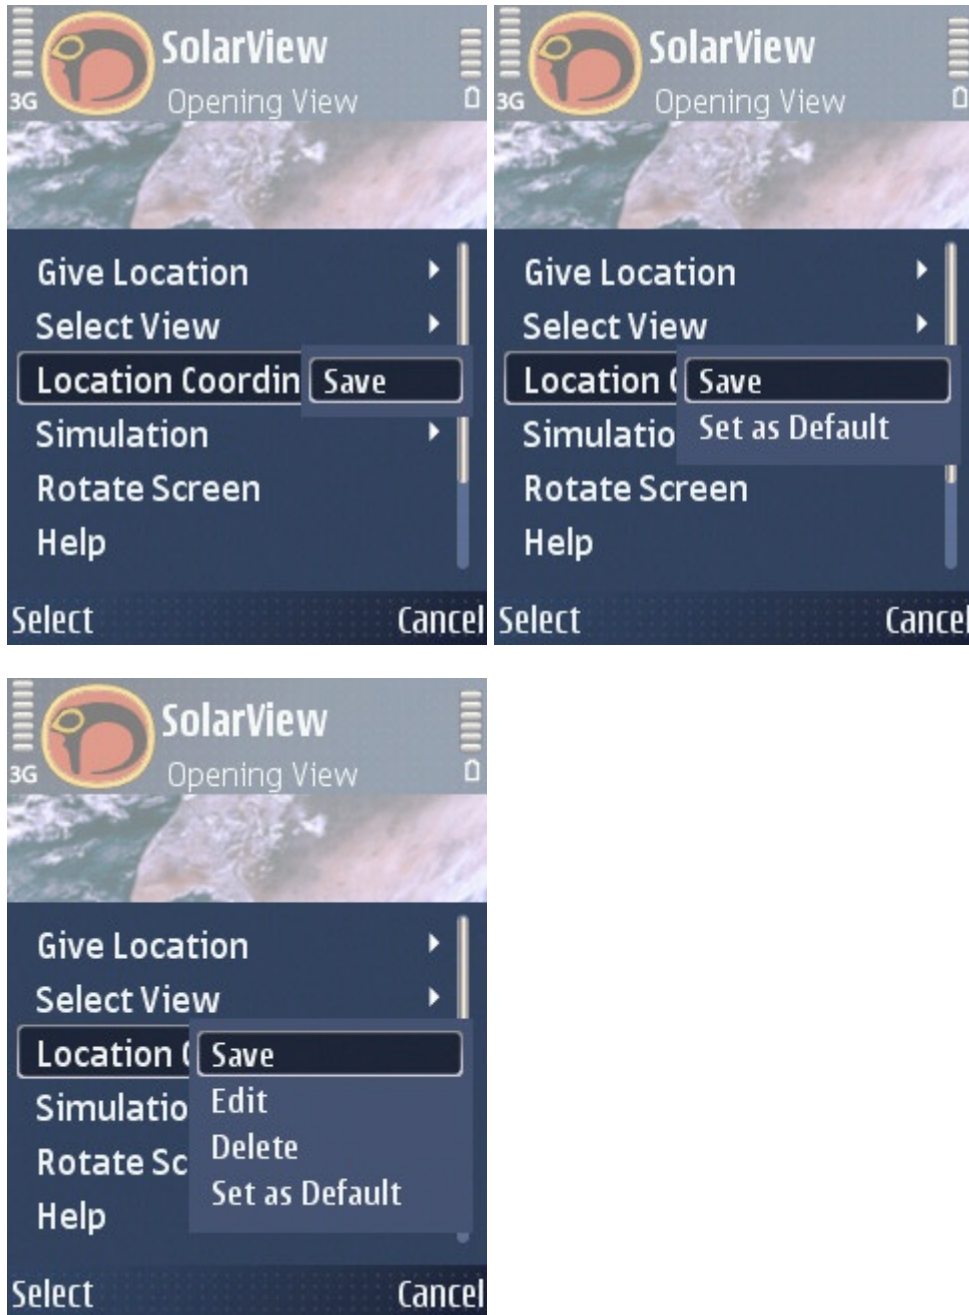 SolarView
3G
Opening View
Give Location
Select View
Location Coordin
Save
Simulation
Rotate Screen
Help
Select Cancel
SolarView
3G
Opening View
Give Location
Select View
Location (
Save
Simulatio
Set as Default
Rotate Screen
Help
Select Cancel
SolarView
3G
Opening View
Give Location
Select View
Location (
Save
Edit
Simulatio
Delete
Rotate Sc
Set as Default
Help
Select Cancel